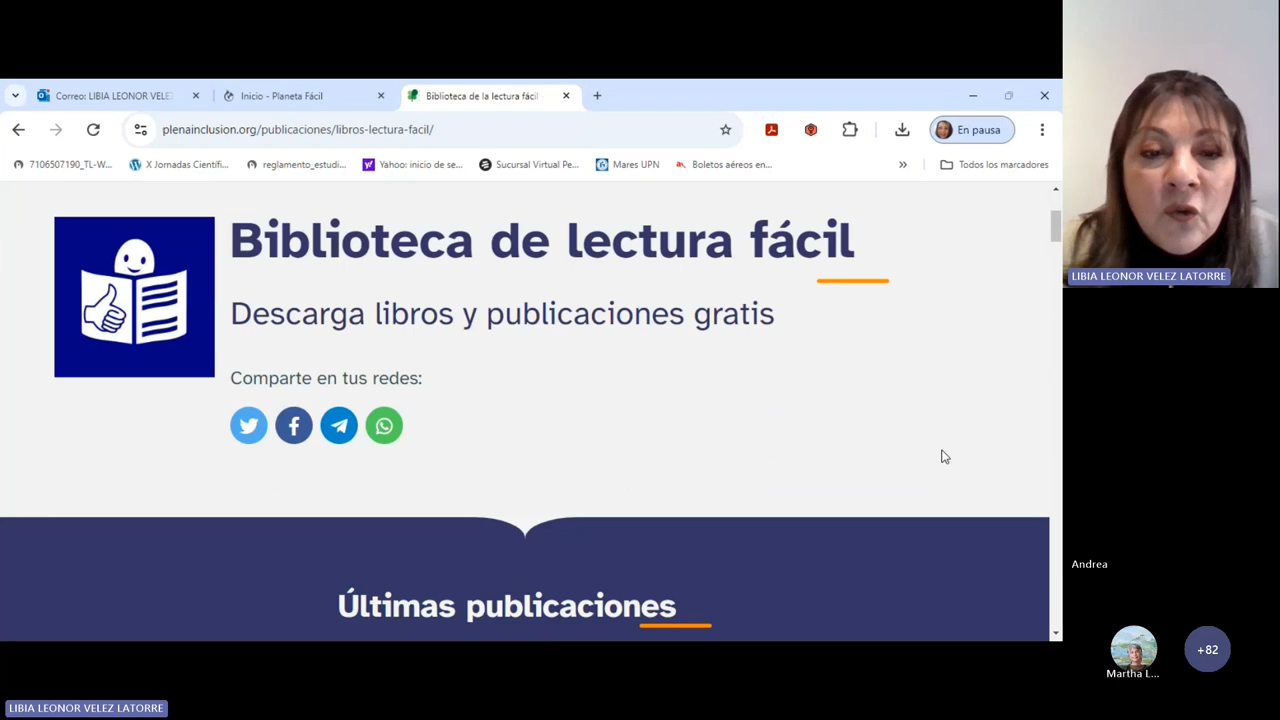 Correo: LIBIA LEONOR VELEZ
Inicio - Planeta Fácil
Biblioteca de la lectura fácil
plenainclusion.org/publicaciones/libros-lectura-facil/
En pausa
7106507190_TL-W...
X Jornadas Científi...
reglamento_estudi...
Yahoo: inicio de se...
Sucursal Virtual Pe...
Mares UPN
Boletos aéreos en...
»
Todos los marcadores
Biblioteca de lectura fácil
Descarga libros y publicaciones gratis
Comparte en tus redes:
Últimas publicaciones
LIBIA LEONOR VELEZ LATORRE
Andrea
Martha L...
+82
LIBIA LEONOR VELEZ LATORRE